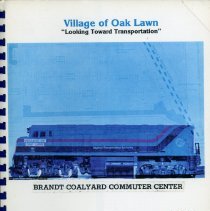 Village of Oak Lawn
"Looking Toward Transportation"
BRANDT COALYARD COMMUTER CENTER